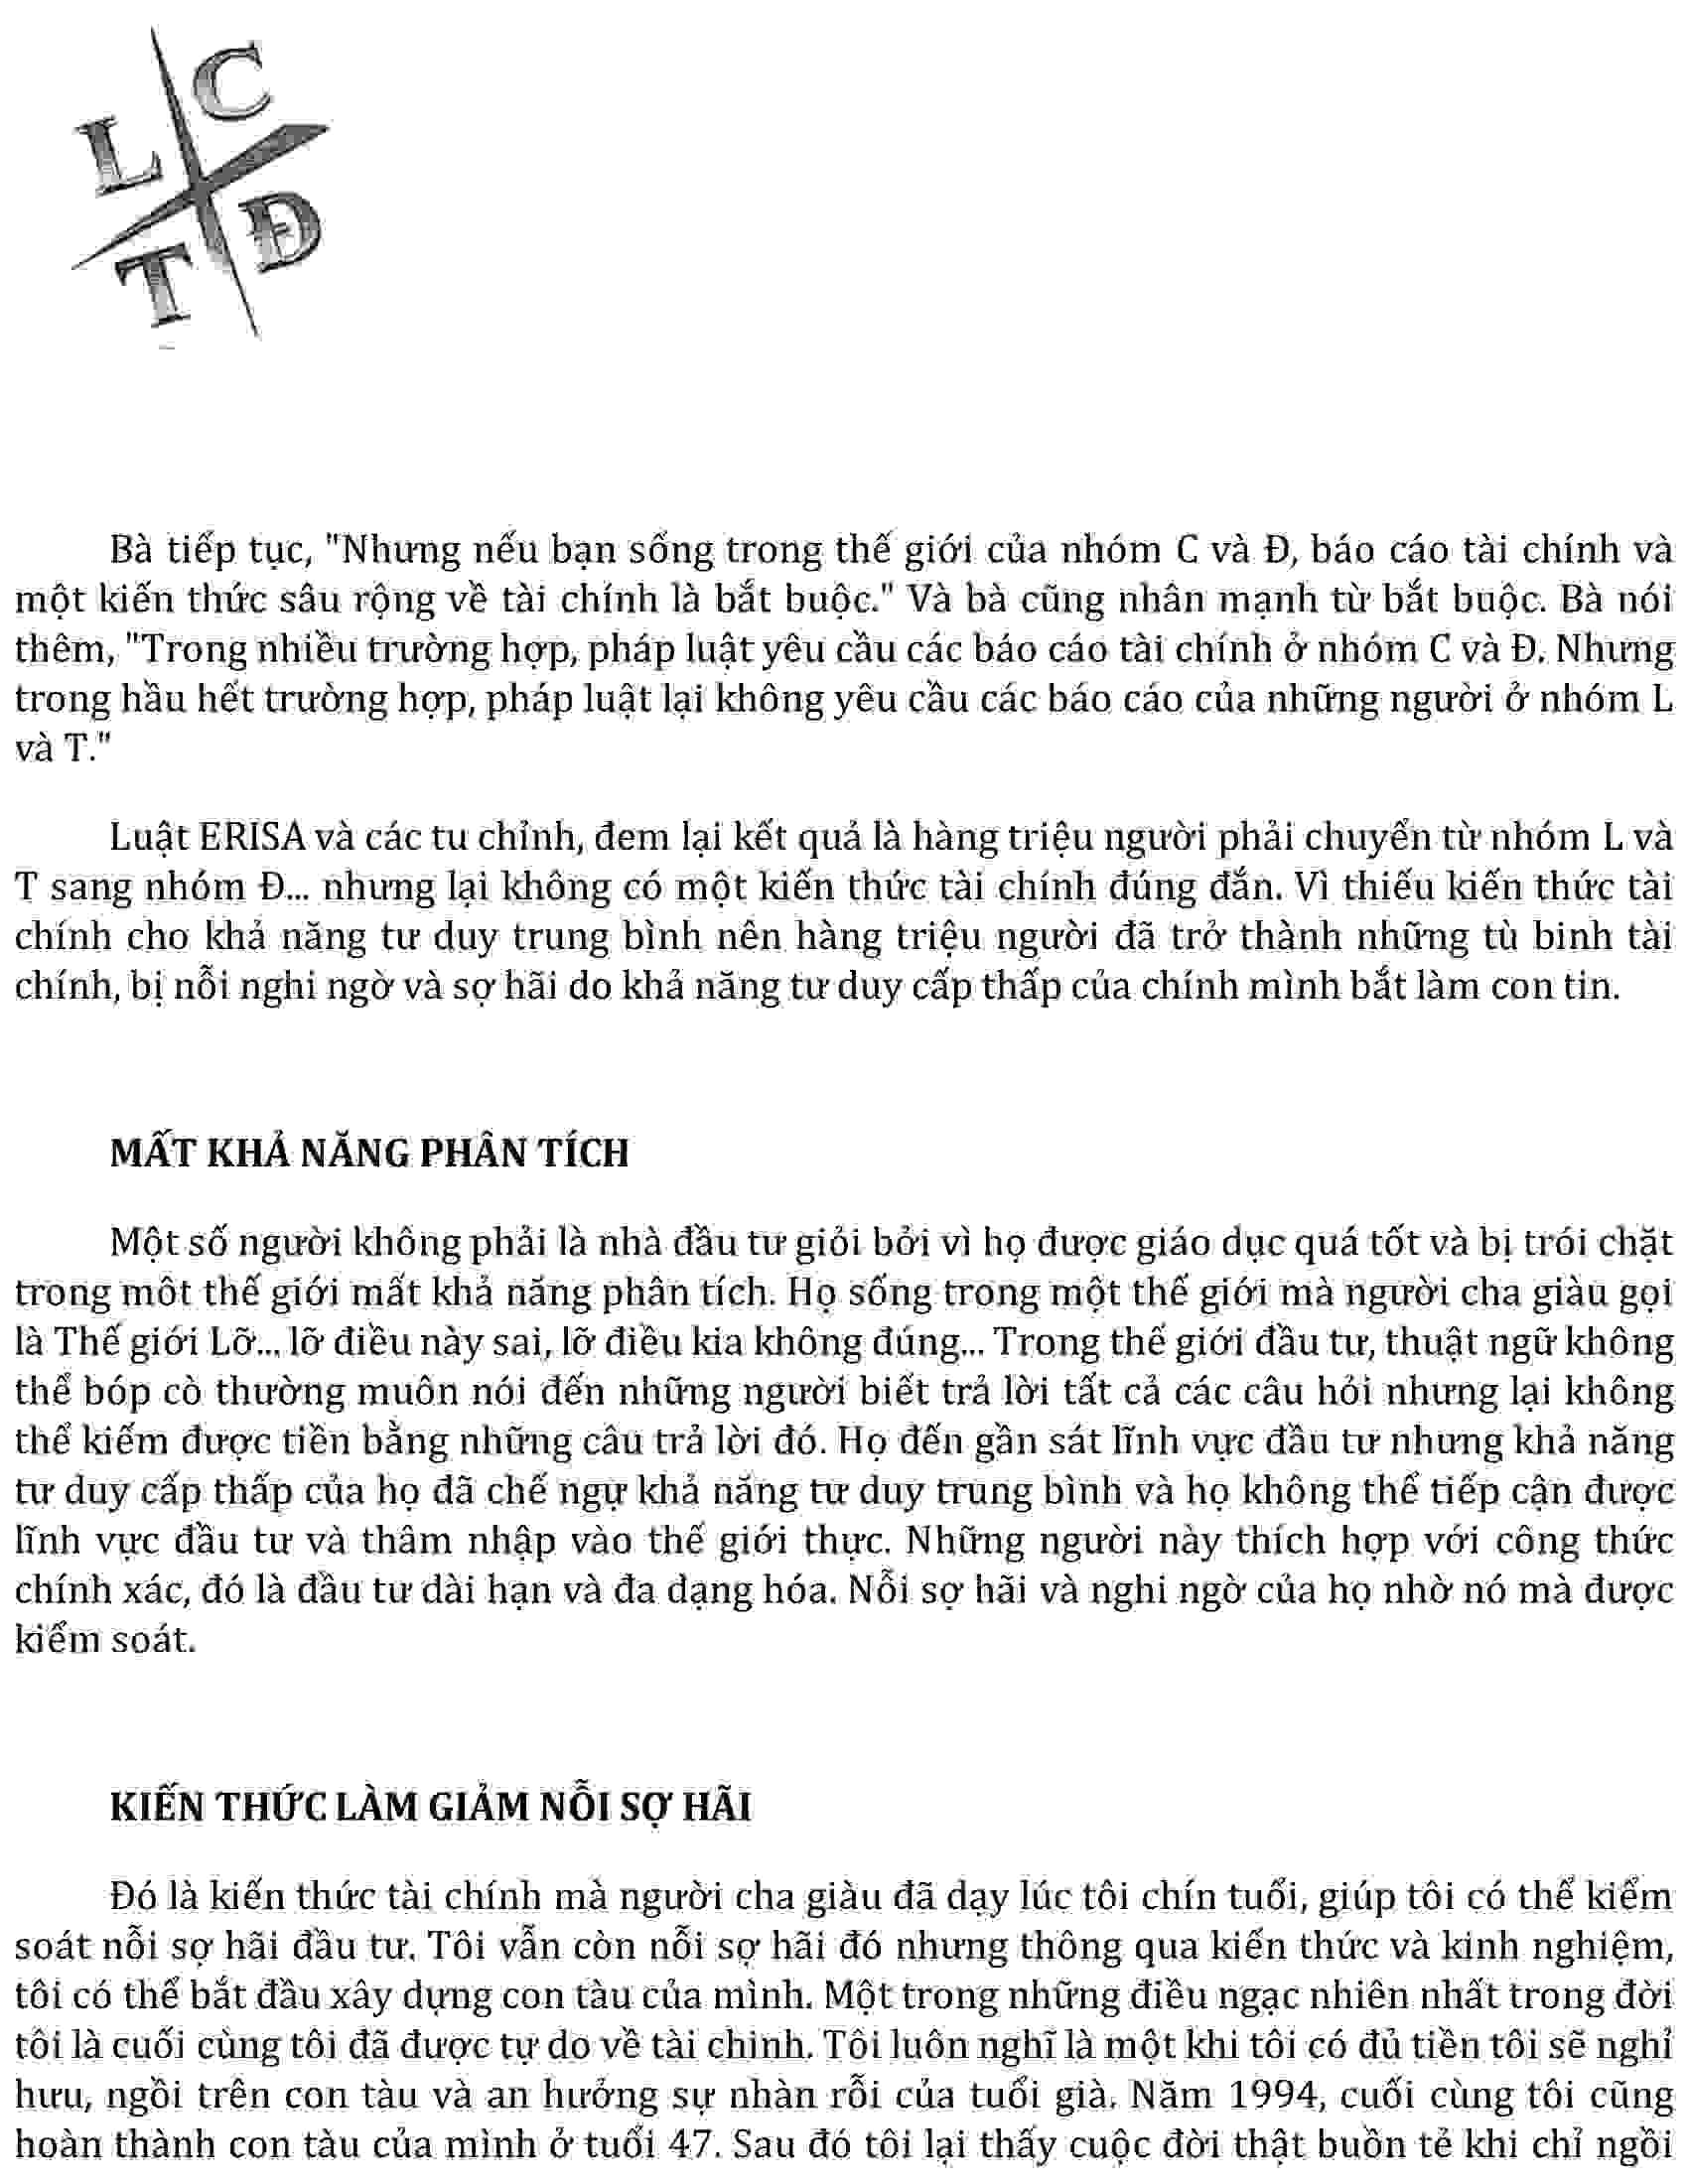 L C
T Đ
Bà tiếp tục, "Nhưng nếu bạn sống trong thế giới của nhóm C và Đ, báo cáo tài chính và
một kiến thức sâu rộng về tài chính là bắt buộc." Và bà cũng nhân mạnh từ bắt buộc. Bà nói
thêm, "Trong nhiều trường hợp, pháp luật yêu cầu các báo cáo tài chính ở nhóm C và Đ. Nhưng
trong hầu hết trường hợp, pháp luật lại không yêu cầu các báo cáo của những người ở nhóm L
và T."
Luật ERISA và các tu chỉnh, đem lại kết quả là hàng triệu người phải chuyển từ nhóm L và
T sang nhóm Đ... nhưng lại không có một kiến thức tài chính đúng đắn. Vì thiếu kiến thức tài
chính cho khả năng tư duy trung bình nên hàng triệu người đã trở thành những tù binh tài
chính, bị nỗi nghi ngờ và sợ hãi do khả năng tư duy cấp thấp của chính mình bắt làm con tin.
MẤT KHẢ NĂNG PHÂN TÍCH
Một số người không phải là nhà đầu tư giỏi bởi vì họ được giáo dục quá tốt và bị trói chặt
trong môt thế giới mất khả năng phân tích. Họ sống trong một thế giới mà người cha giàu gọi
là Thế giới Lỡ... lỡ điều này sai, lỡ điều kia không đúng... Trong thế giới đầu tư, thuật ngữ không
thể bóp cò thường muôn nói đến những người biết trả lời tất cả các câu hỏi nhưng lại không
thể kiếm được tiền bằng những câu trả lời đó. Họ đến gần sát lĩnh vực đầu tư nhưng khả năng
tư duy cấp thấp của họ đã chế ngự khả năng tư duy trung bình và họ không thể tiếp cận được
lĩnh vực đầu tư và thâm nhập vào thế giới thực. Những người này thích hợp với công thức
chính xác, đó là đầu tư dài hạn và đa dạng hóa. Nỗi sợ hãi và nghi ngờ của họ nhờ nó mà được
kiểm soát.
KIẾN THỨC LÀM GIẢM NỖI SỢ HÃI
Đó là kiến thức tài chính mà người cha giàu đã dạy lúc tôi chín tuổi, giúp tôi có thể kiểm
soát nỗi sợ hãi đầu tư. Tôi vẫn còn nỗi sợ hãi đó nhưng thông qua kiến thức và kinh nghiệm,
tôi có thể bắt đầu xây dựng con tàu của mình. Một trong những điều ngạc nhiên nhất trong đời
tôi là cuối cùng tôi đã được tự do về tài chinh. Tôi luôn nghĩ là một khi tôi có đủ tiền tôi sẽ nghỉ
hưu, ngồi trên con tàu và an hưởng sự nhàn rỗi của tuổi già. Năm 1994, cuối cùng tôi cũng
hoàn thành con tàu của mình ở tuổi 47. Sau đó tôi lại thấy cuộc đời thật buồn tẻ khi chỉ ngồi